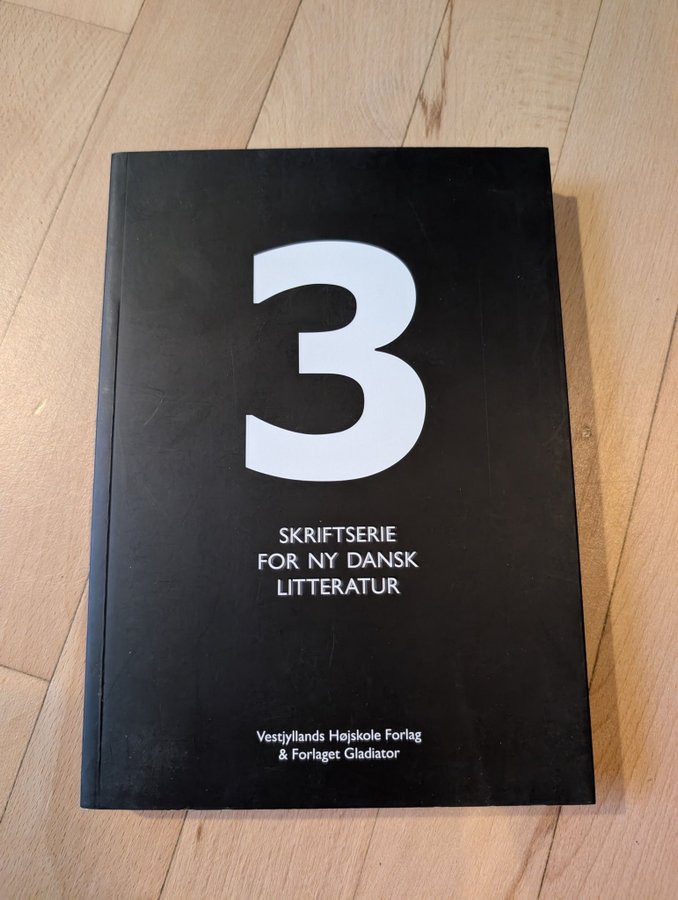 3
SKRIFTSERIE
FOR NY DANSK
LITTERATUR
Vestjyllands Højskole Forlag
& Forlaget Gladiator